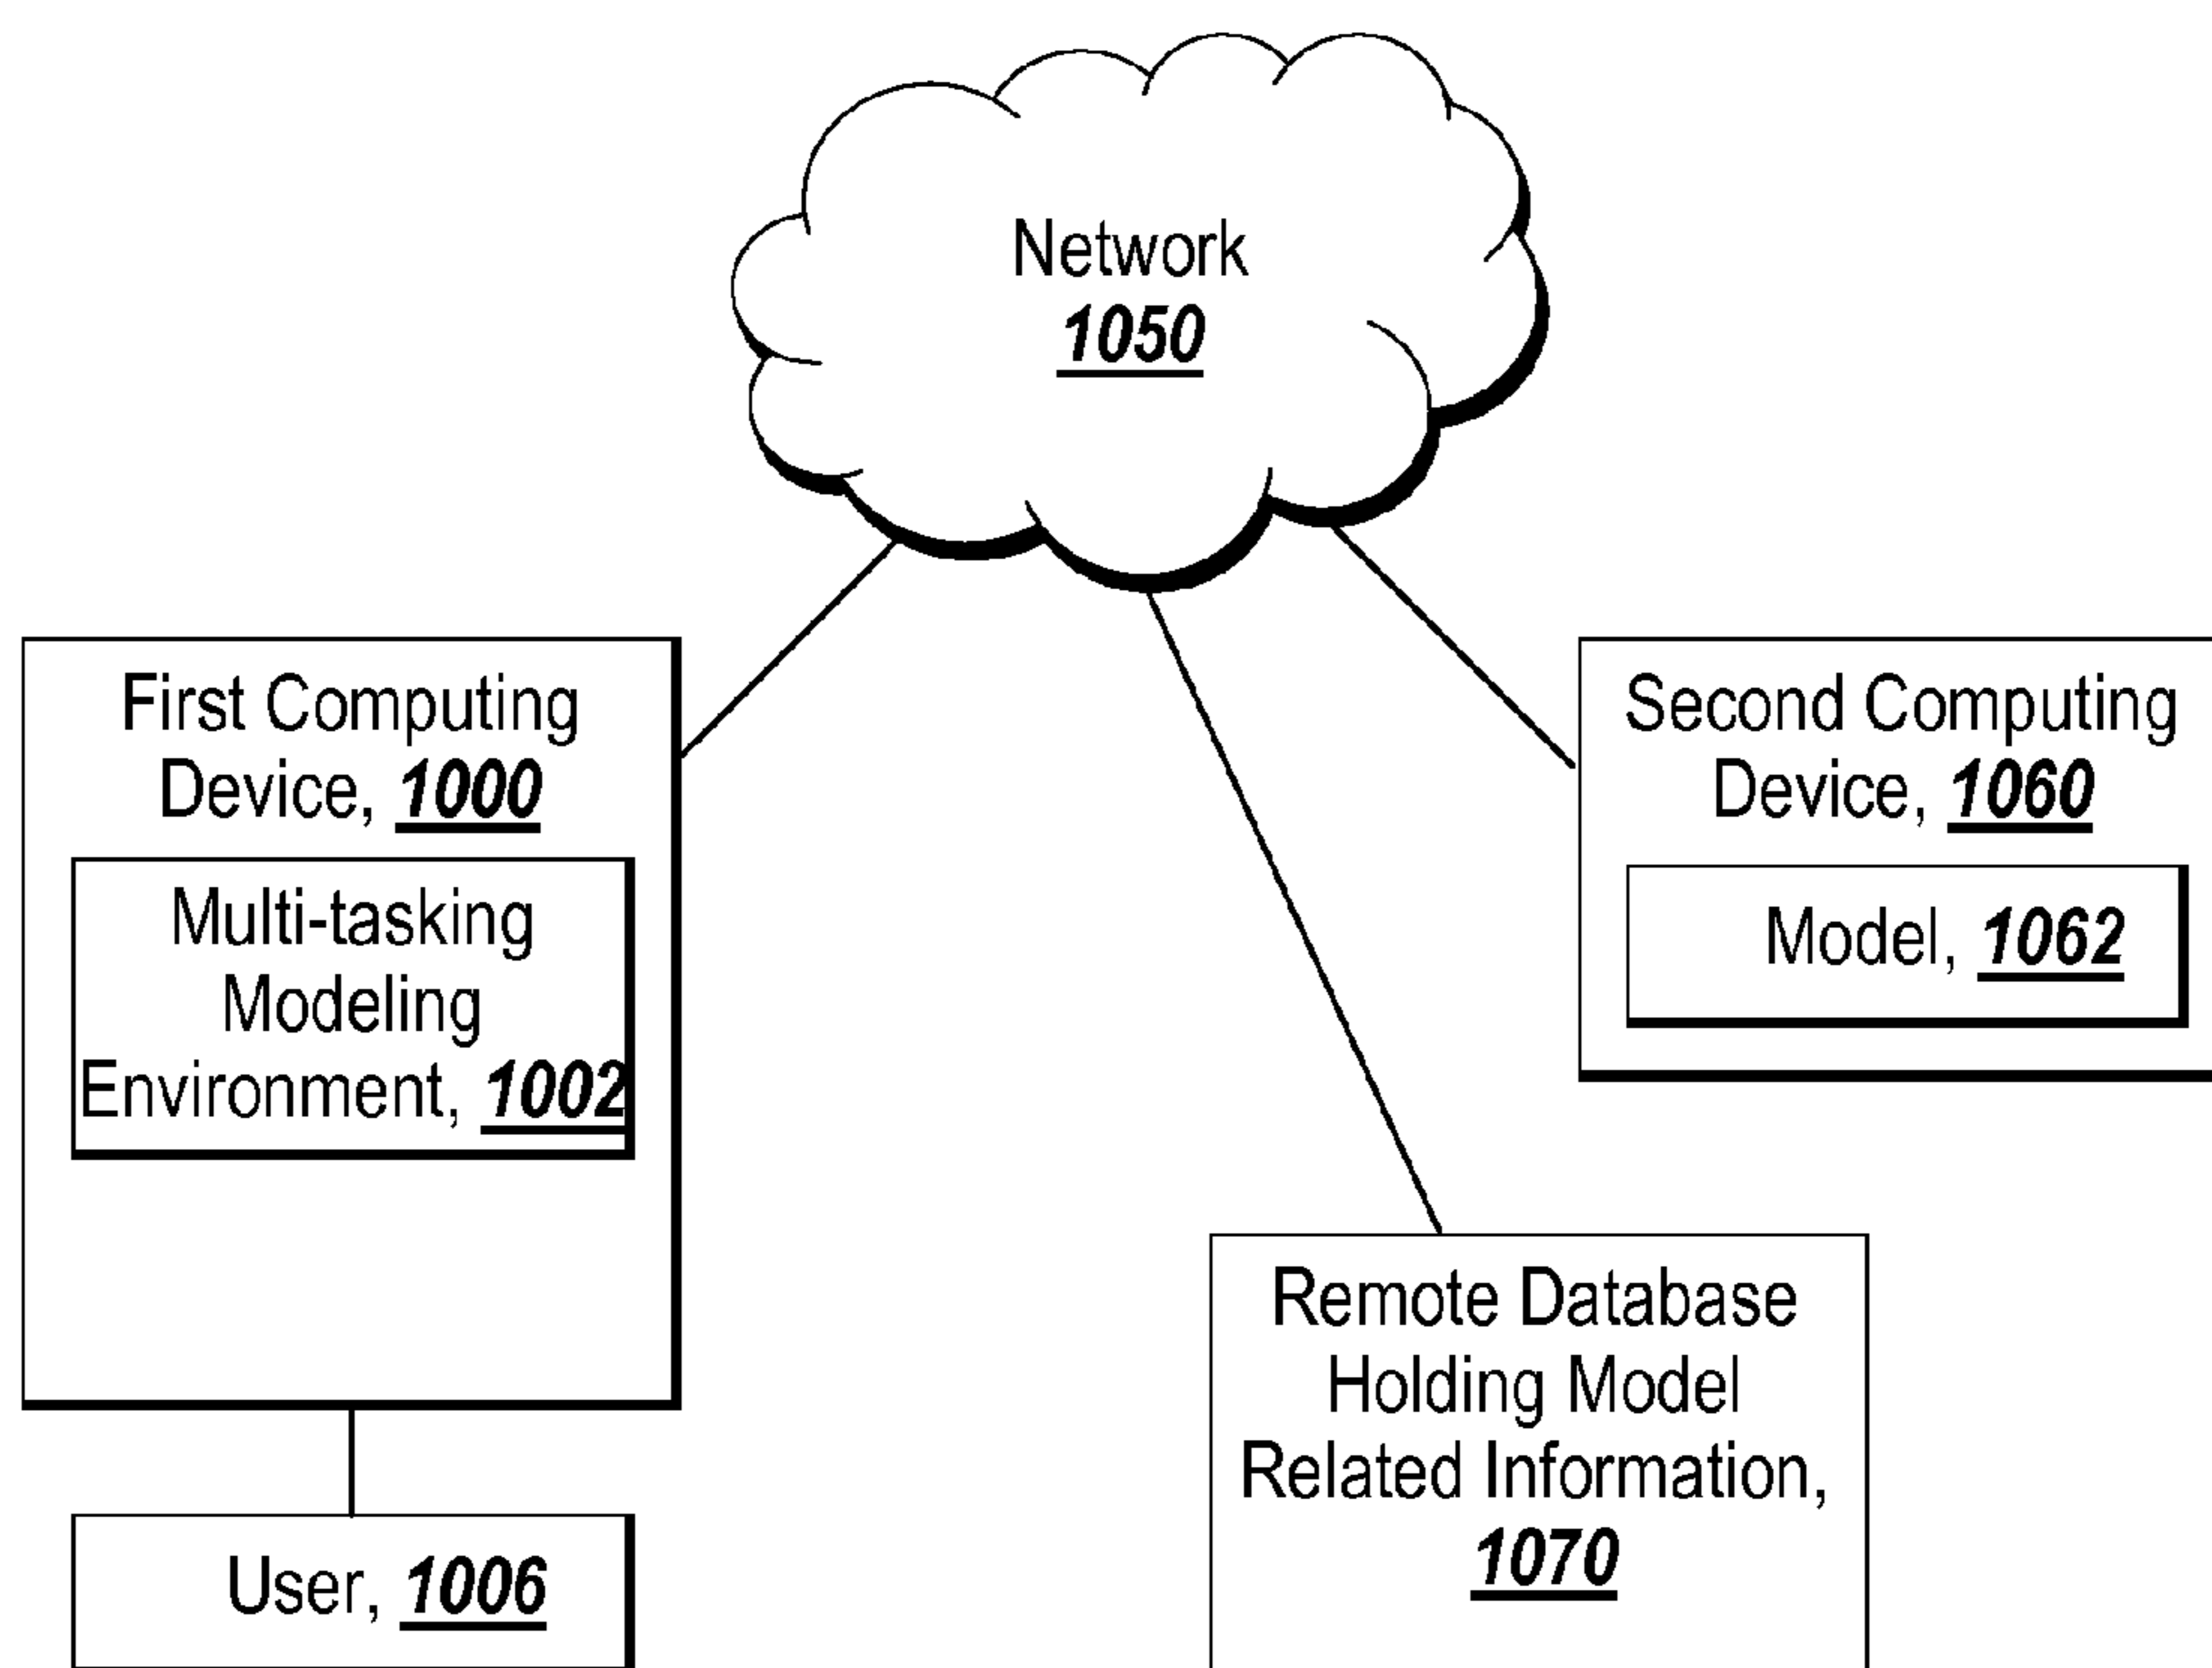 Network
1050
First Computing
Device, 1000
Multi-tasking
Modeling
Environment, 1002
Second Computing
Device, 1060
Model, 1062
Remote Database
Holding Model
Related Information,
1070
User, 1006